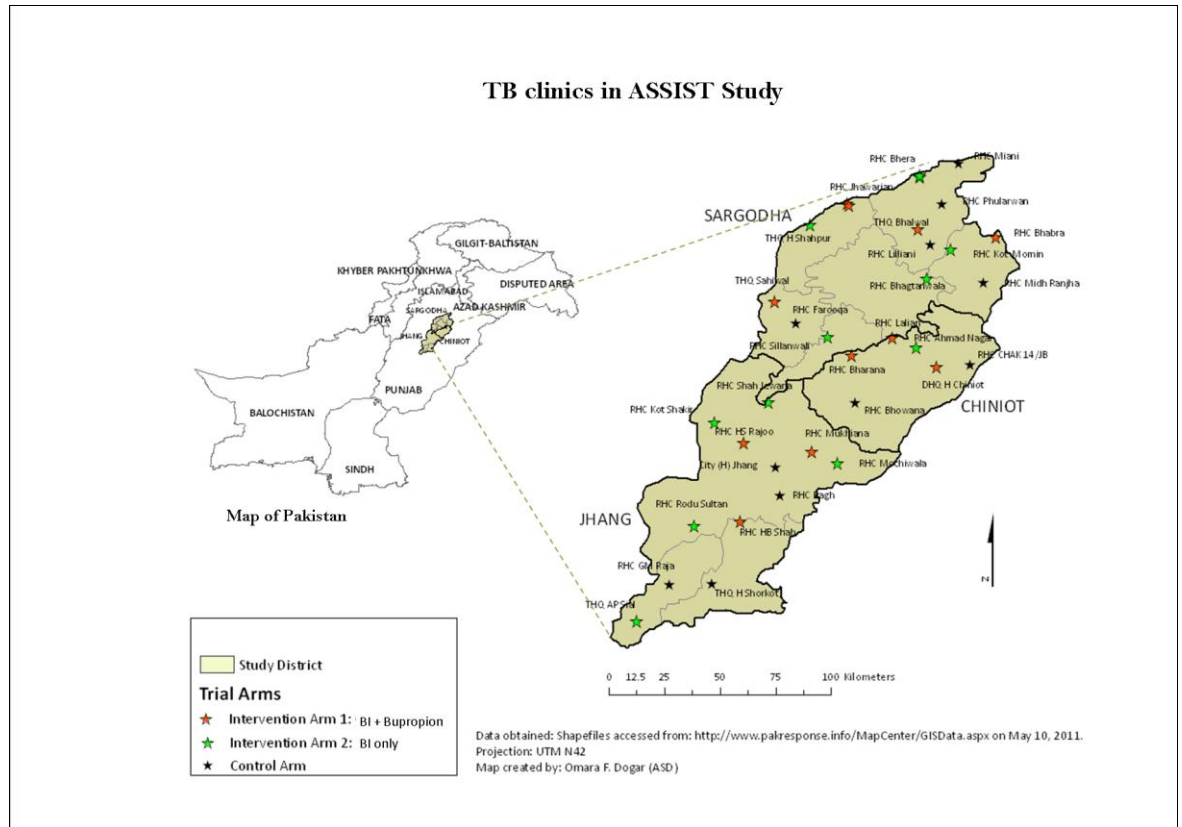 TB clinics in ASSIST Study
GILGIT-BALTISTAN
KHYBER PAKHTUNKHWA
DISPUTED AREA
ISLAMABAD
AZAD KASHMIR
SARGODHA
FATA
JHANG
CHINIOT
PUNJAB
BALOCHISTAN
SINDH
Map of Pakistan
RHC Bhera
RHC Miani
RHC Jhawarian
RHC Phularwan
SARGODHA
THQ Bhalwal
RHC Bhabra
THQ H Shahpur
RHC Lilliani
RHC Kot Momin
THQ Sahiwal
RHC Bhagtanwala
RHC Midh Ranjha
RHC Farooqa
RHC Lalian
RHC Sillanwali
RHC Ahmad Nagar
RHC CHAK 14 /JB
RHC Bharana
DHQ H Chiniot
RHC Shah Jewana
CHINIOT
RHC Kot Shakir
RHC Bhowana
RHC HS Rajoo
RHC Mukhiana
City (H) Jhang
RHC Mochiwala
RHC Bagh
RHC Rodu Sultan
JHANG
RHC HB Shah
RHC GM Raja
THQ H Shorkot
THQ AP Sial
N
0 12.5 25 50 75 100 Kilometers
Study District
Trial Arms
Intervention Arm 1: BI + Bupropion
Intervention Arm 2: BI only
Control Arm
Data obtained: Shapefiles accessed from: http://www.pakresponse.info/MapCenter/GISData.aspx on May 10, 2011.
Projection: UTM N42
Map created by: Omara F. Dogar (ASD)